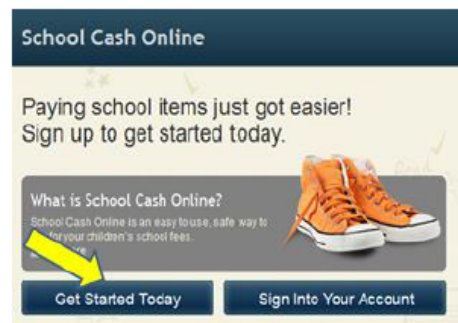 School Cash Online
Paying school items just got easier!
Sign up to get started today.
What is School Cash Online?
School Cash Online is an easy to use, safe way to
for your children's school fees.
Get Started Today
Sign Into Your Account